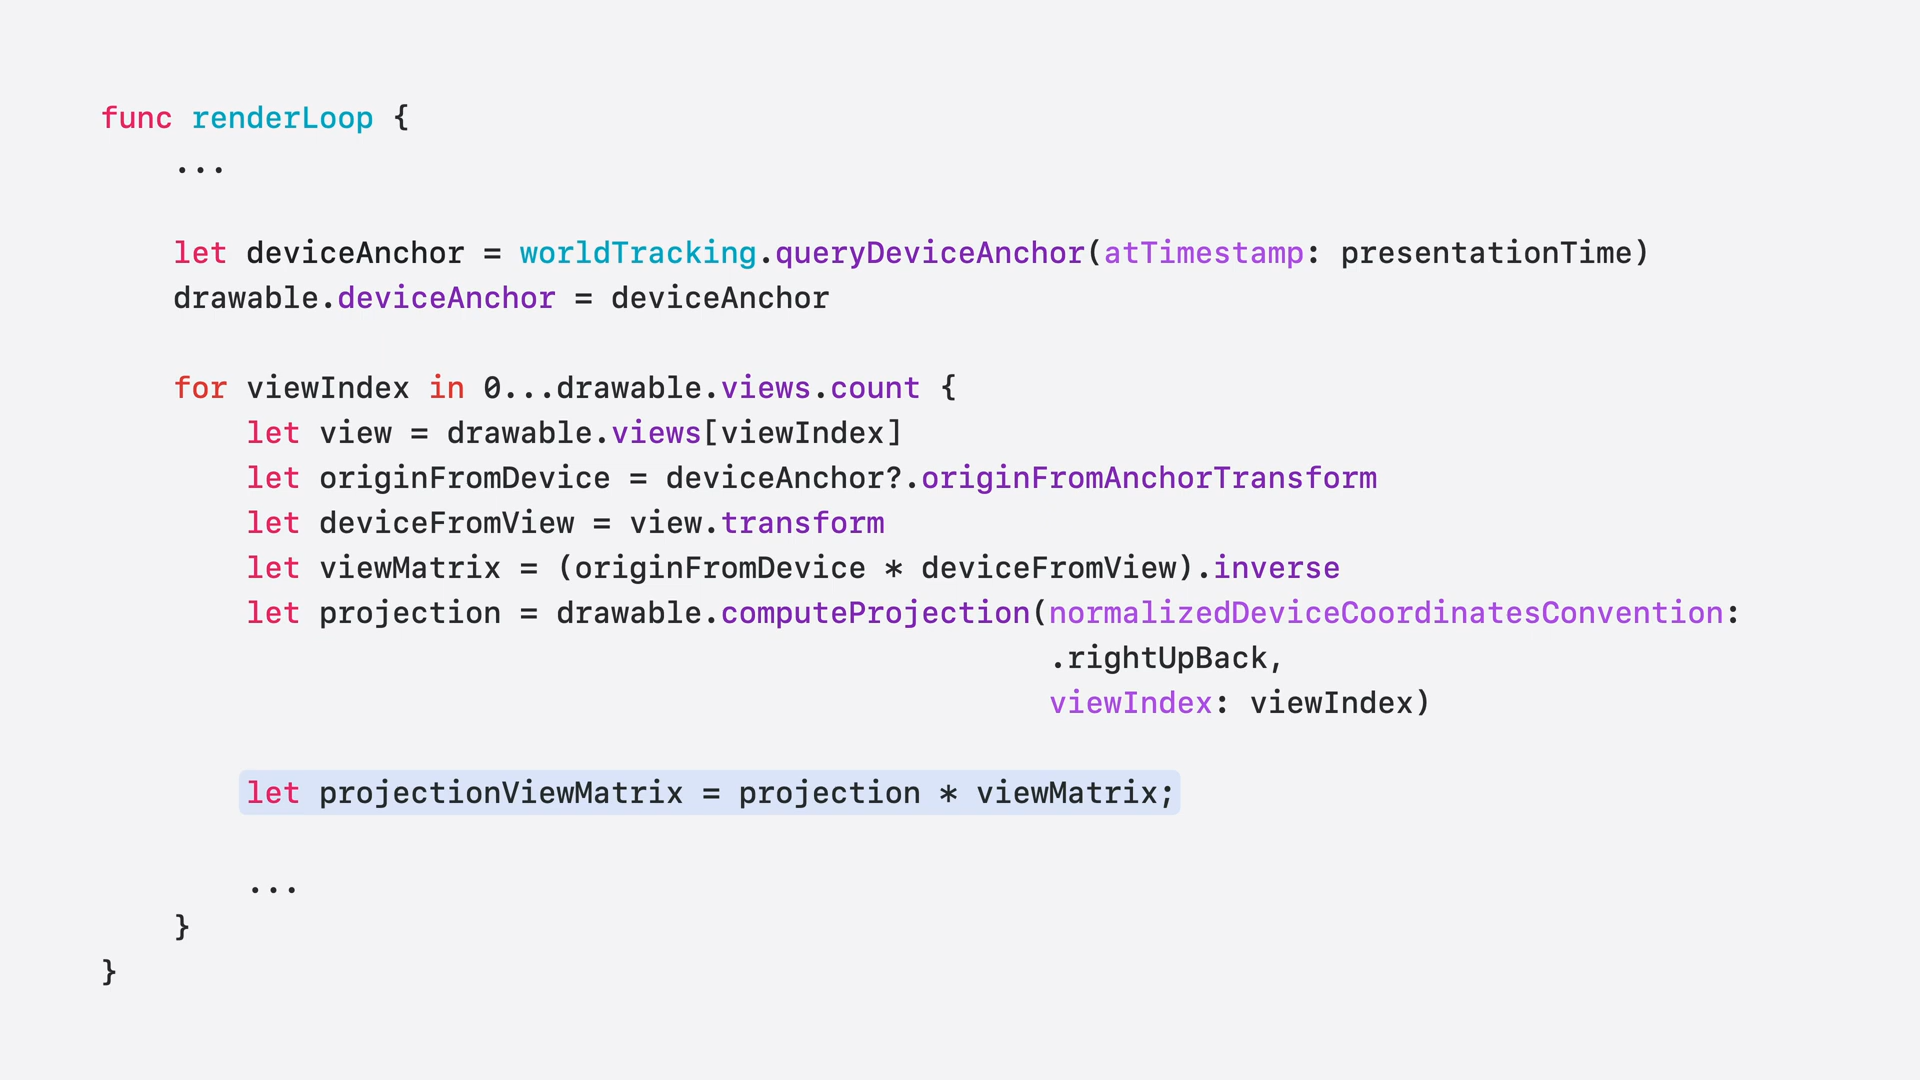 func renderLoop {
...
let deviceAnchor = worldTracking.queryDeviceAnchor(atTimestamp: presentationTime)
drawable.deviceAnchor = deviceAnchor
for viewIndex in 0...drawable.views.count {
let view = drawable.views[viewIndex]
let originFromDevice = deviceAnchor?.originFromAnchorTransform
let deviceFromView = view.transform
let viewMatrix = (originFromDevice * deviceFromView).inverse
let projection = drawable.computeProjection(normalizedDeviceCoordinatesConvention:
.rightUpBack,
viewIndex: viewIndex)
let projectionViewMatrix = projection * viewMatrix;
...
}
}